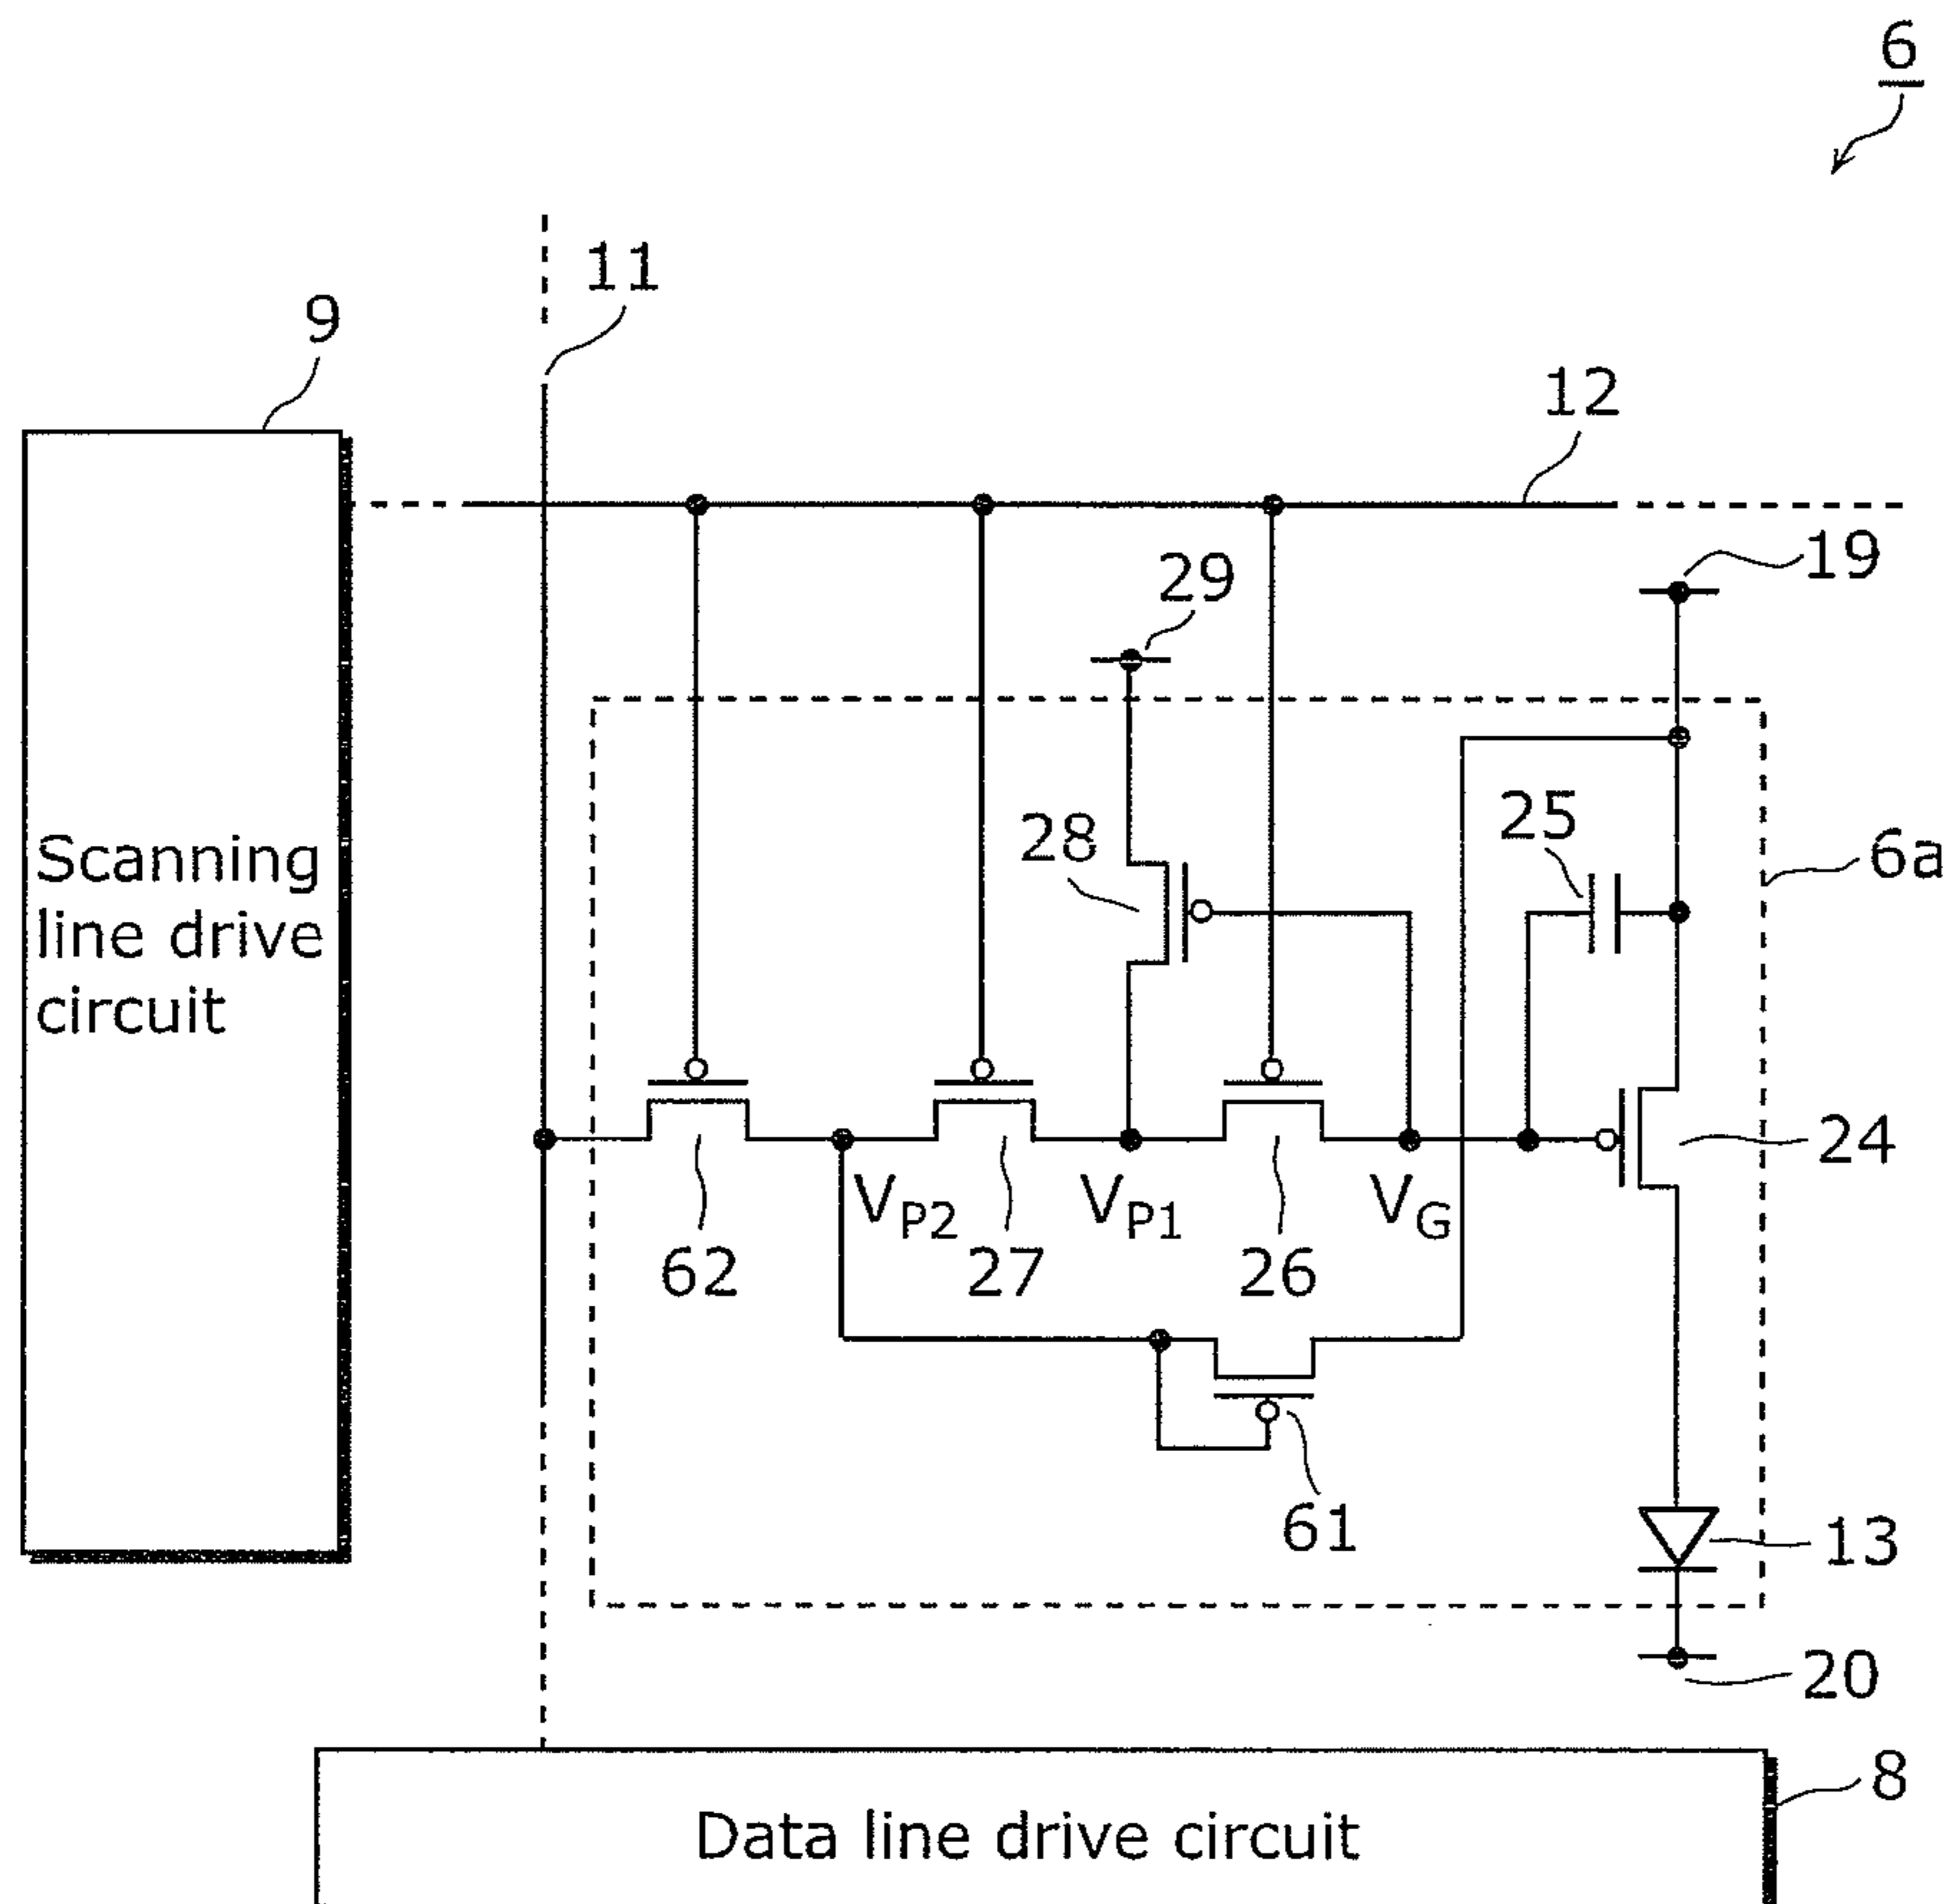 6
11
9
12
19
29
25
28
6a
Scanning
line drive
circuit
24
VP2
VP1
VG
62
27
26
61
13
20
8
Data line drive circuit